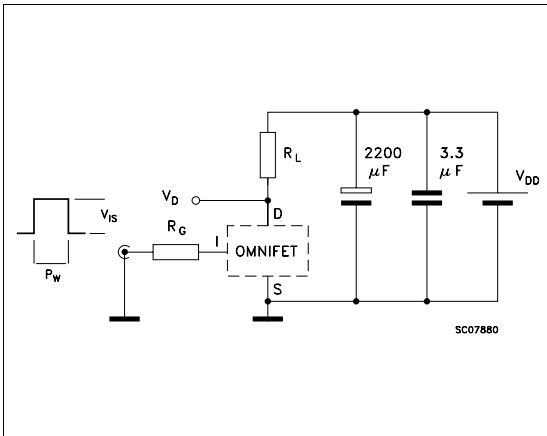 R_L
2200 μF
3.3 μF
V_DD
V_D
D
V_IS
R_G
I
OMNIFET
P_W
S
SC07880